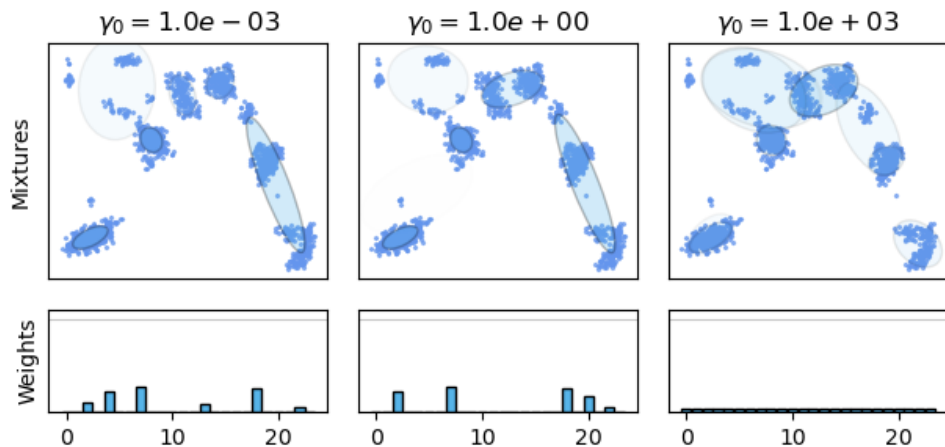 γ₀ = 1.0e − 03 γ₀ = 1.0e + 00 γ₀ = 1.0e + 03
Mixtures
Weights
0 10 20 0 10 20 0 10 20